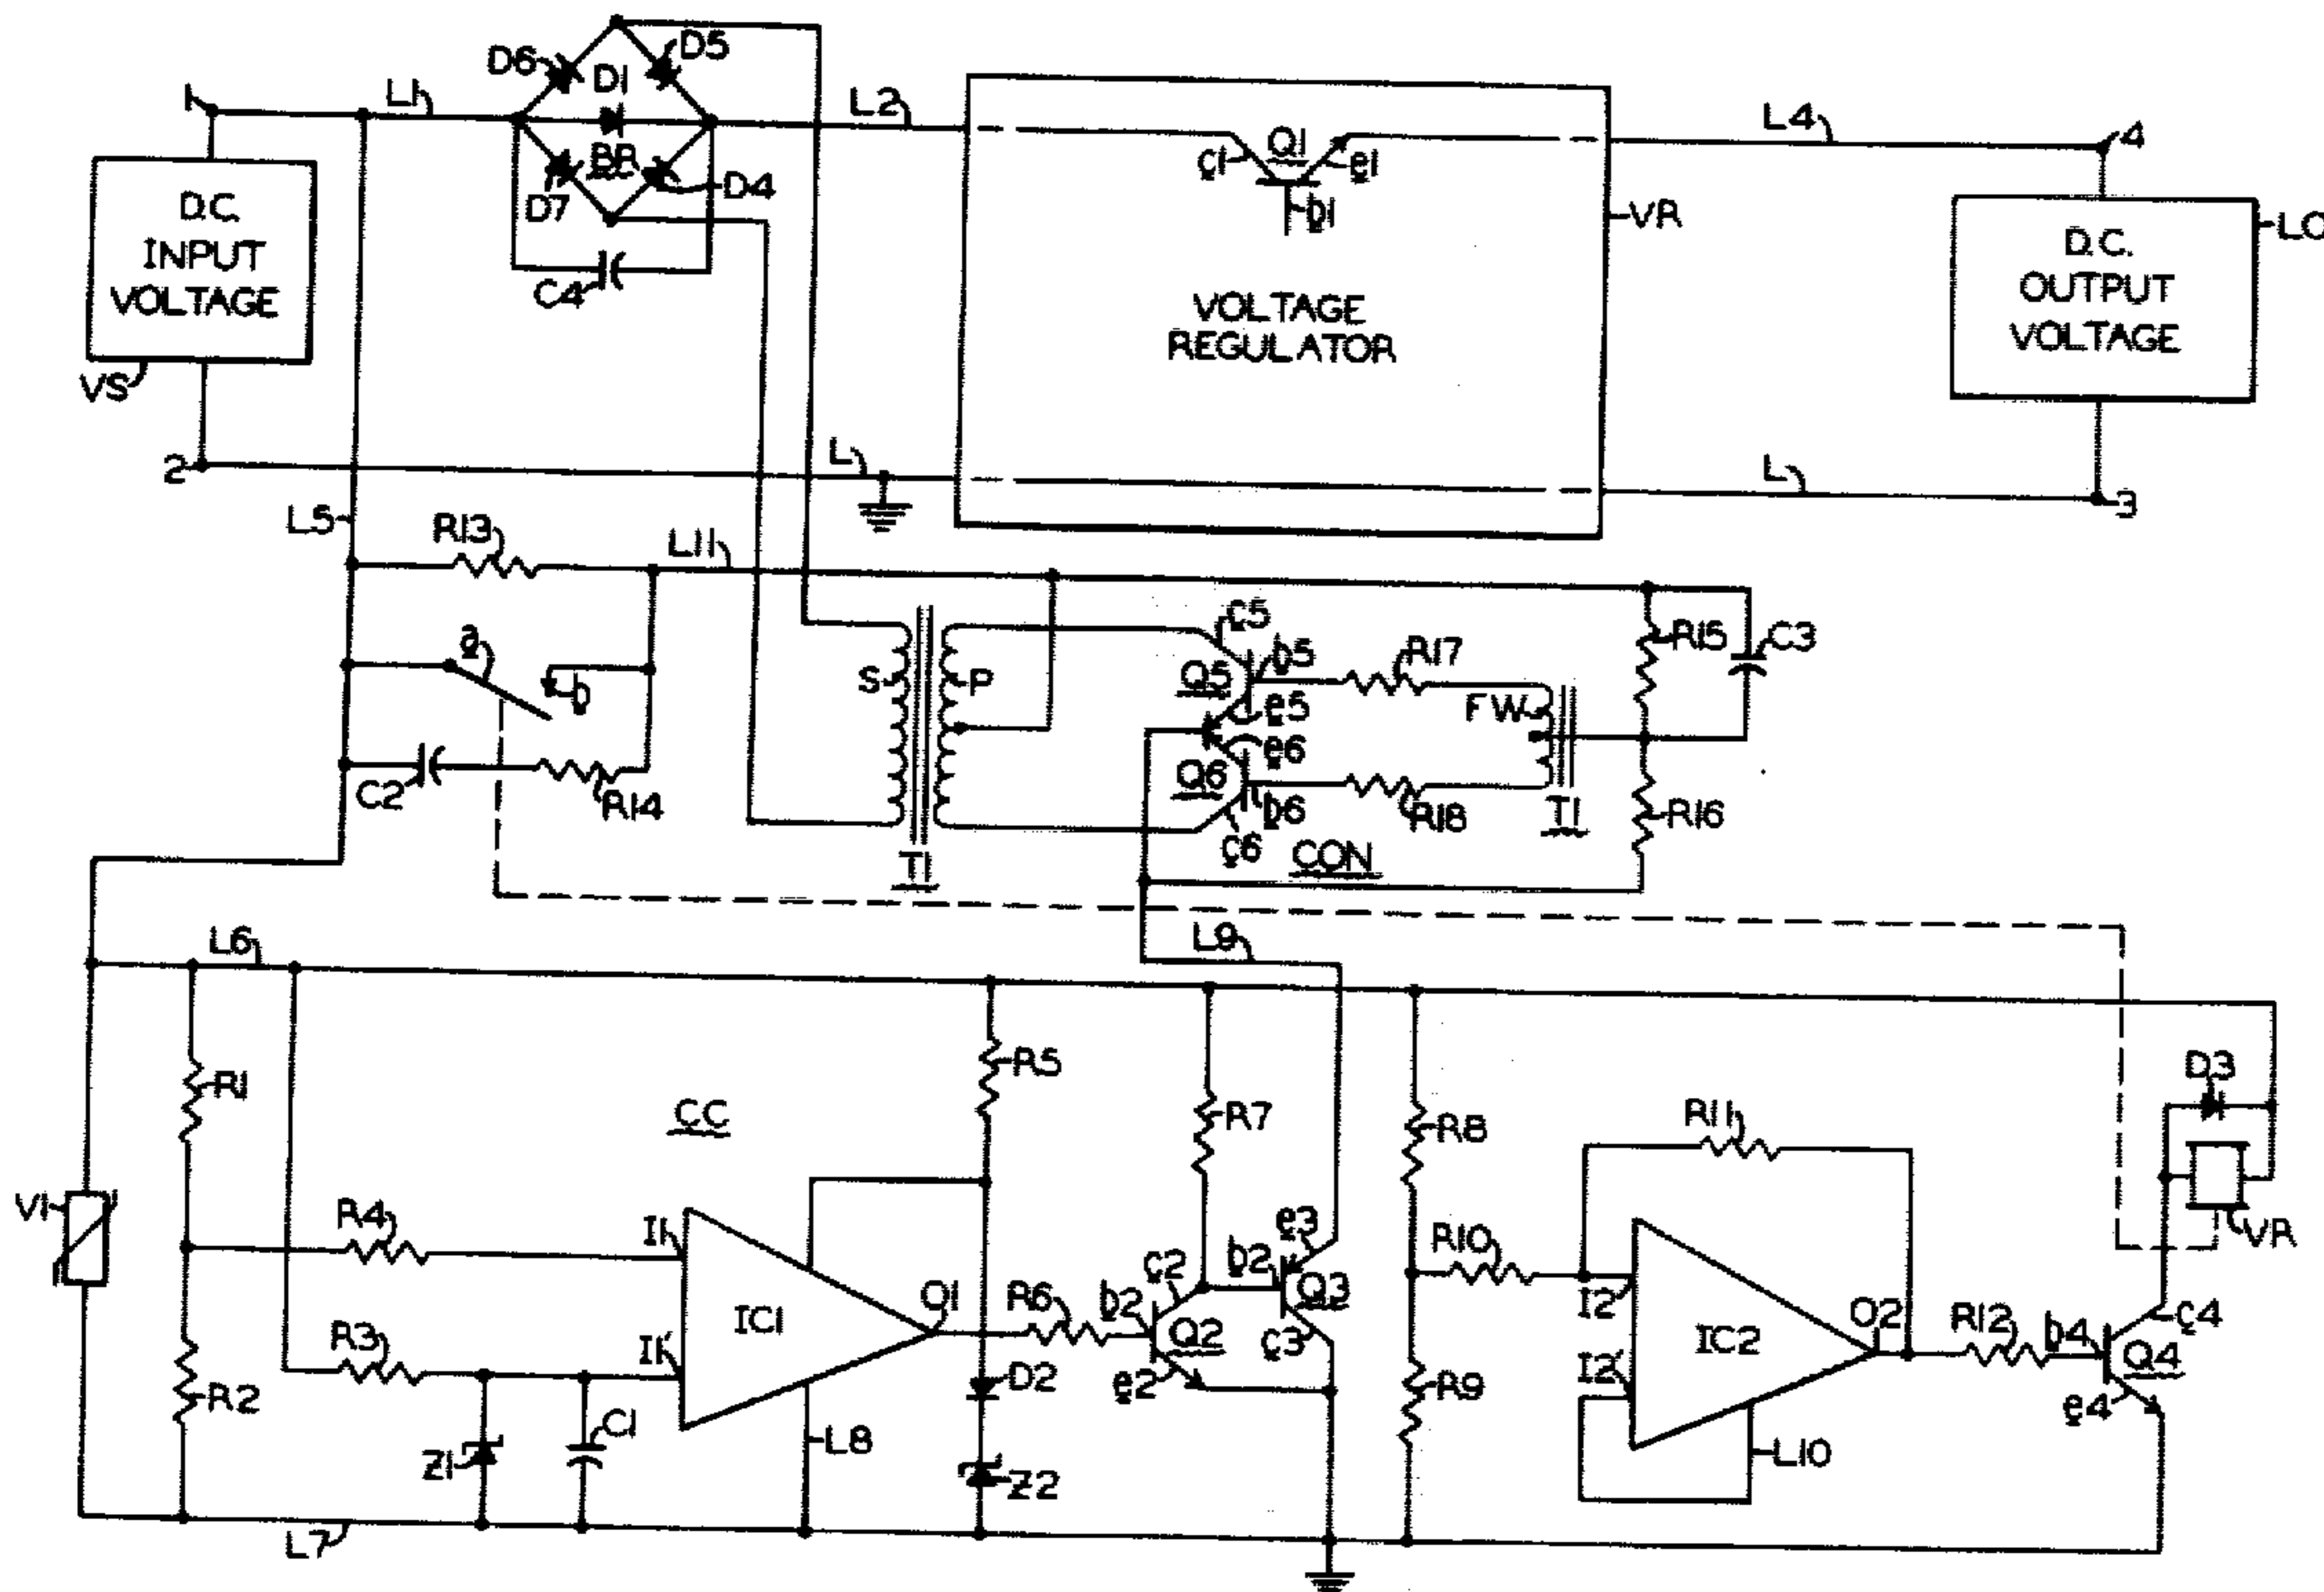 D6
D5
D1
1
L1
L2
L4
4
Q1
c1
e1
b1
BR
D7
D4
C4
D.C.
INPUT
VOLTAGE
VS
VOLTAGE
REGULATOR
VR
D.C.
OUTPUT
VOLTAGE
LO
2
L
L
3
L5
R13
L11
a
b
C2
R14
S
P
T1
c5
b5
Q5
e5
e6
Q6
b6
c6
R17
R18
FW
T1
R15
C3
R16
CON
L6
L9
R1
CC
R5
R7
R8
R11
D3
V1
R4
I1
IC1
O1
R6
b2
c2
Q2
e2
b2
e3
Q3
c3
R10
I2
IC2
O2
R12
b4
c4
Q4
e4
VR
R3
I1'
R2
Z1
C1
L8
D2
Z2
R9
I2'
L10
L7